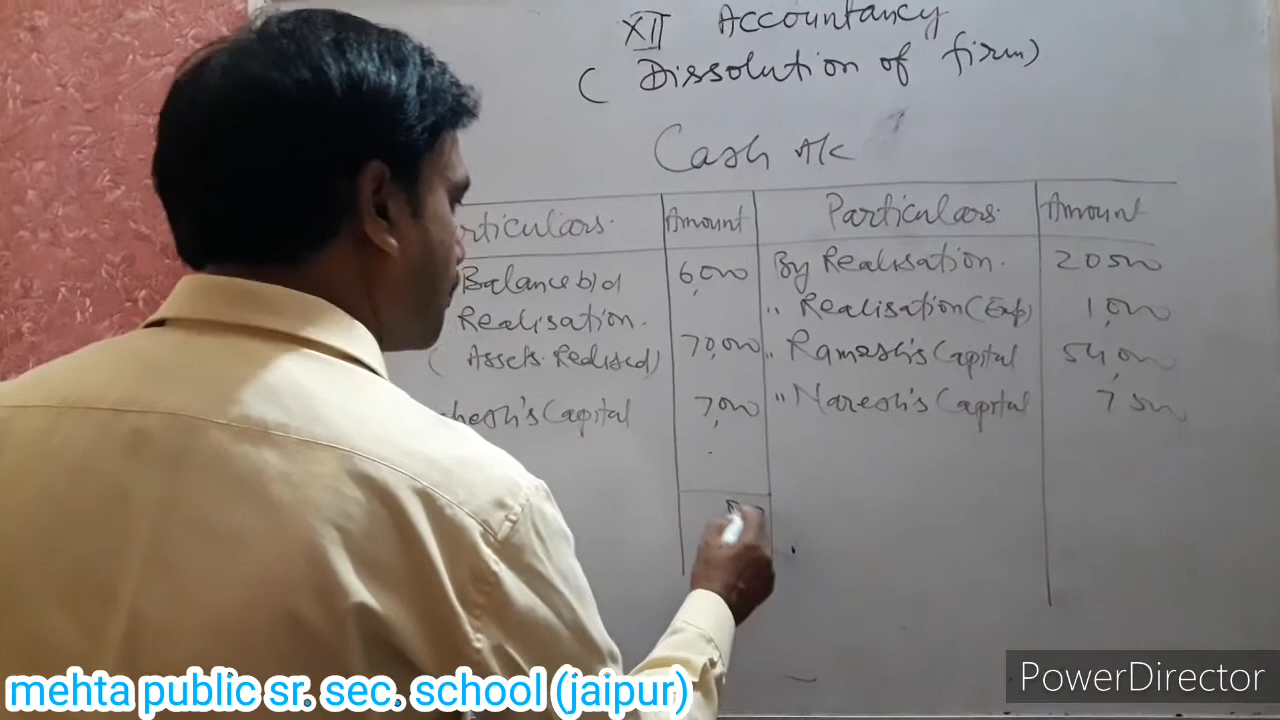 XII Accountancy
(Dissolution of firm)
Cash A/c
rticulars. Amount Particulars. Amount
Balance b/d 6,000 By Realisation. 20500
Realisation. " Realisation (Exp) 1,000
(Assets Realised) 70,000 " Ramesh's Capital 54,000
hesh's Capital 7,000 " Naresh's Capital 7500
mehta public sr. sec. school (jaipur)
PowerDirector